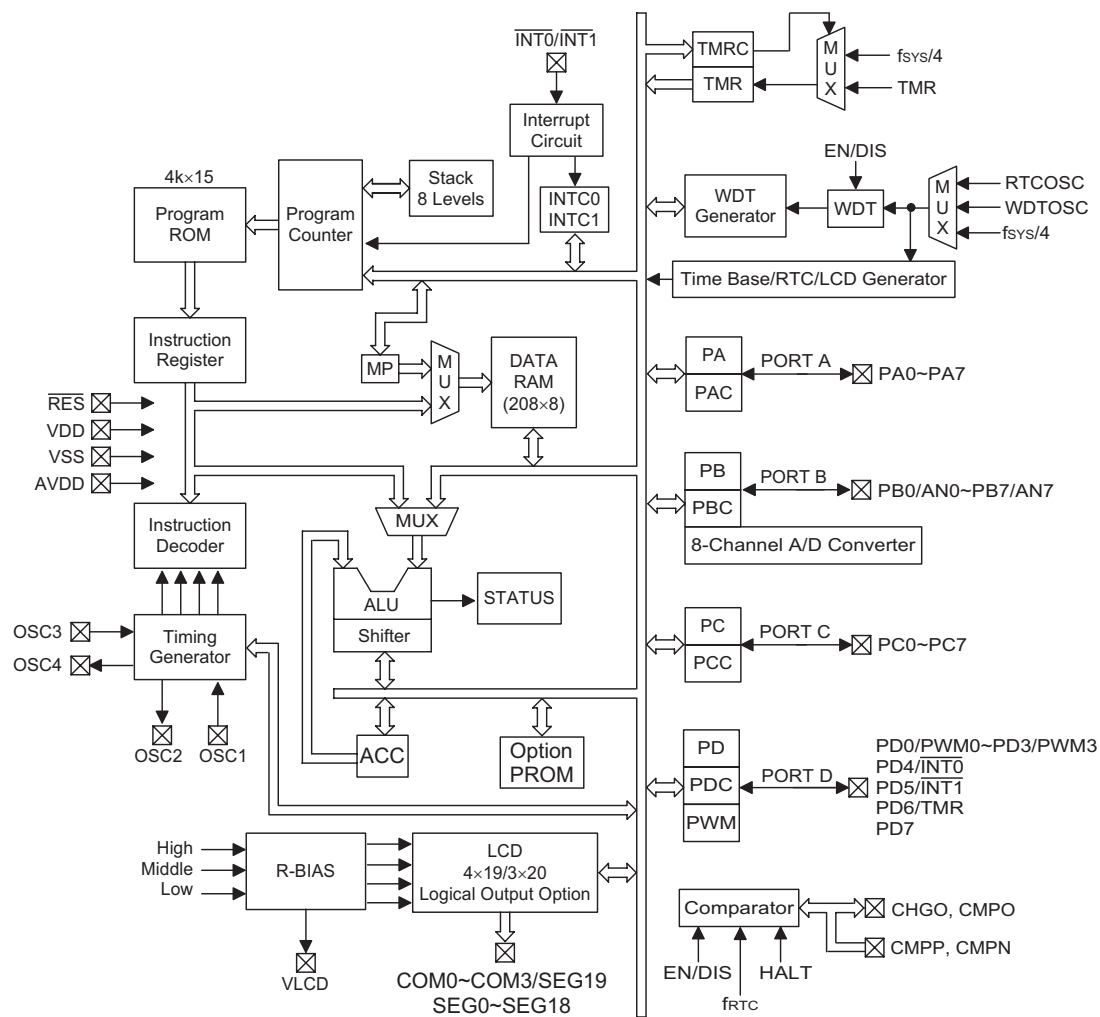 INT0/INT1
Interrupt
Circuit
INTC0
INTC1
Stack
8 Levels
Program
Counter
4k×15
Program
ROM
Instruction
Register
MP
M
U
X
DATA
RAM
(208×8)
RES
VDD
VSS
AVDD
Instruction
Decoder
MUX
ALU
Shifter
STATUS
OSC3
OSC4
Timing
Generator
OSC2
OSC1
ACC
Option
PROM
High
Middle
Low
R-BIAS
VLCD
LCD
4×19/3×20
Logical Output Option
COM0~COM3/SEG19
SEG0~SEG18
TMRC
TMR
M
U
X
fSYS/4
TMR
EN/DIS
WDT
Generator
WDT
M
U
X
RTCOSC
WDTOSC
fSYS/4
Time Base/RTC/LCD Generator
PA
PAC
PORT A
PA0~PA7
PB
PBC
PORT B
PB0/AN0~PB7/AN7
8-Channel A/D Converter
PC
PCC
PORT C
PC0~PC7
PD
PDC
PWM
PORT D
PD0/PWM0~PD3/PWM3
PD4/INT0
PD5/INT1
PD6/TMR
PD7
Comparator
CHGO, CMPO
CMPP, CMPN
EN/DIS
HALT
fRTC